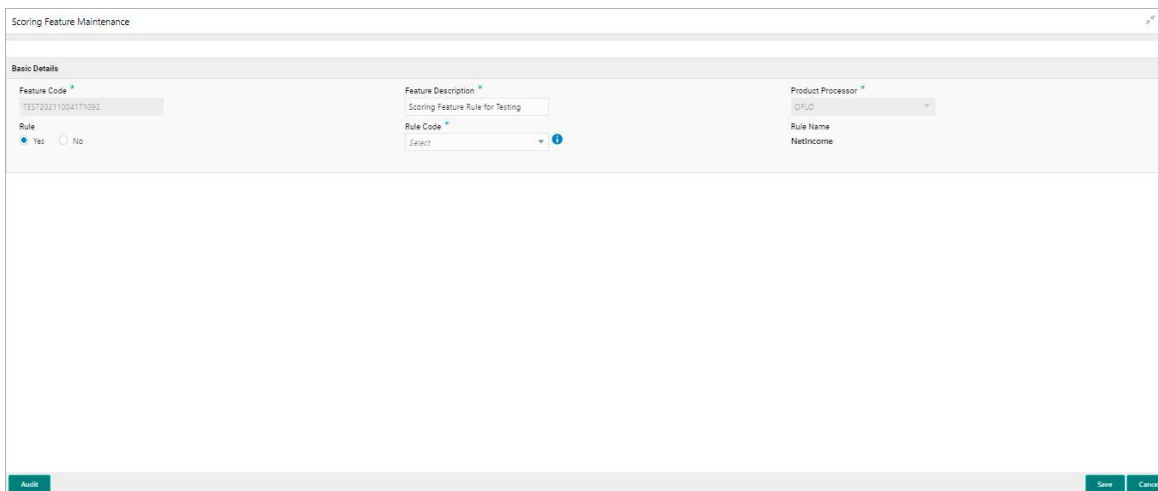 Scoring Feature Maintenance
Basic Details
Feature Code *
Feature Description *
Product Processor *
TEST20211004171092
Scoring Feature Rule for Testing
OFLO
Rule
Rule Code *
Rule Name
Yes No
Select
NetIncome
Audit
Save
Cance